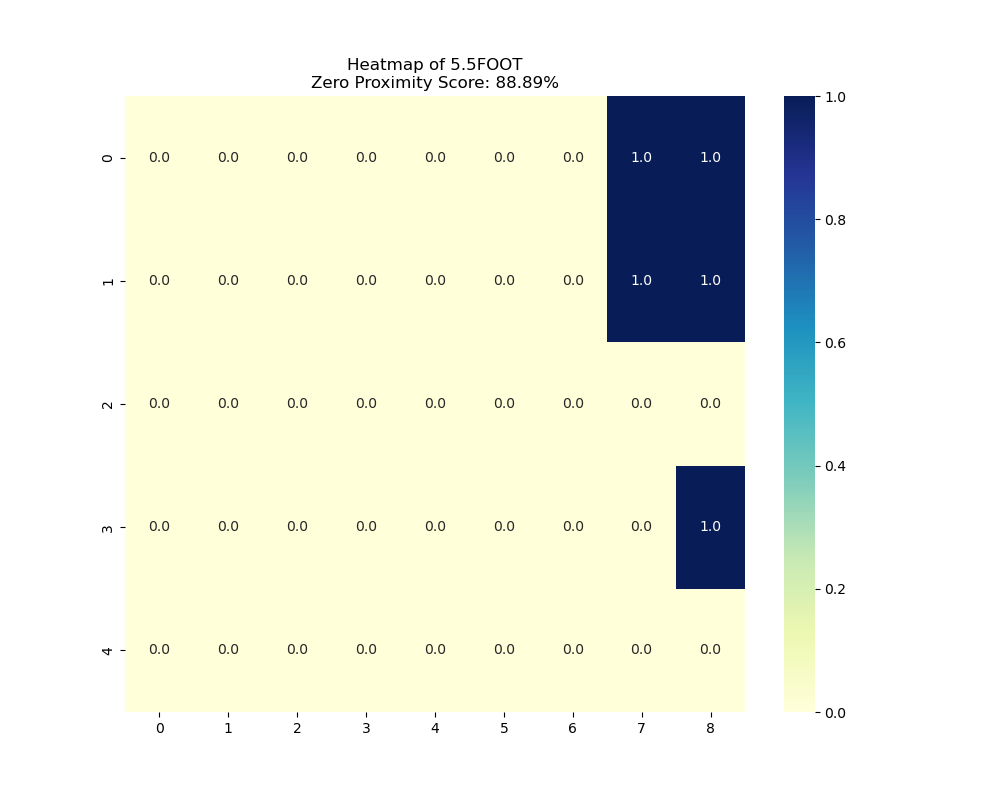 Heatmap of 5.5FOOT
Zero Proximity Score: 88.89%
0 0.0 0.0 0.0 0.0 0.0 0.0 0.0 1.0 1.0
1 0.0 0.0 0.0 0.0 0.0 0.0 0.0 1.0 1.0
2 0.0 0.0 0.0 0.0 0.0 0.0 0.0 0.0 0.0
3 0.0 0.0 0.0 0.0 0.0 0.0 0.0 0.0 1.0
4 0.0 0.0 0.0 0.0 0.0 0.0 0.0 0.0 0.0
0 1 2 3 4 5 6 7 8
1.0
0.8
0.6
0.4
0.2
0.0